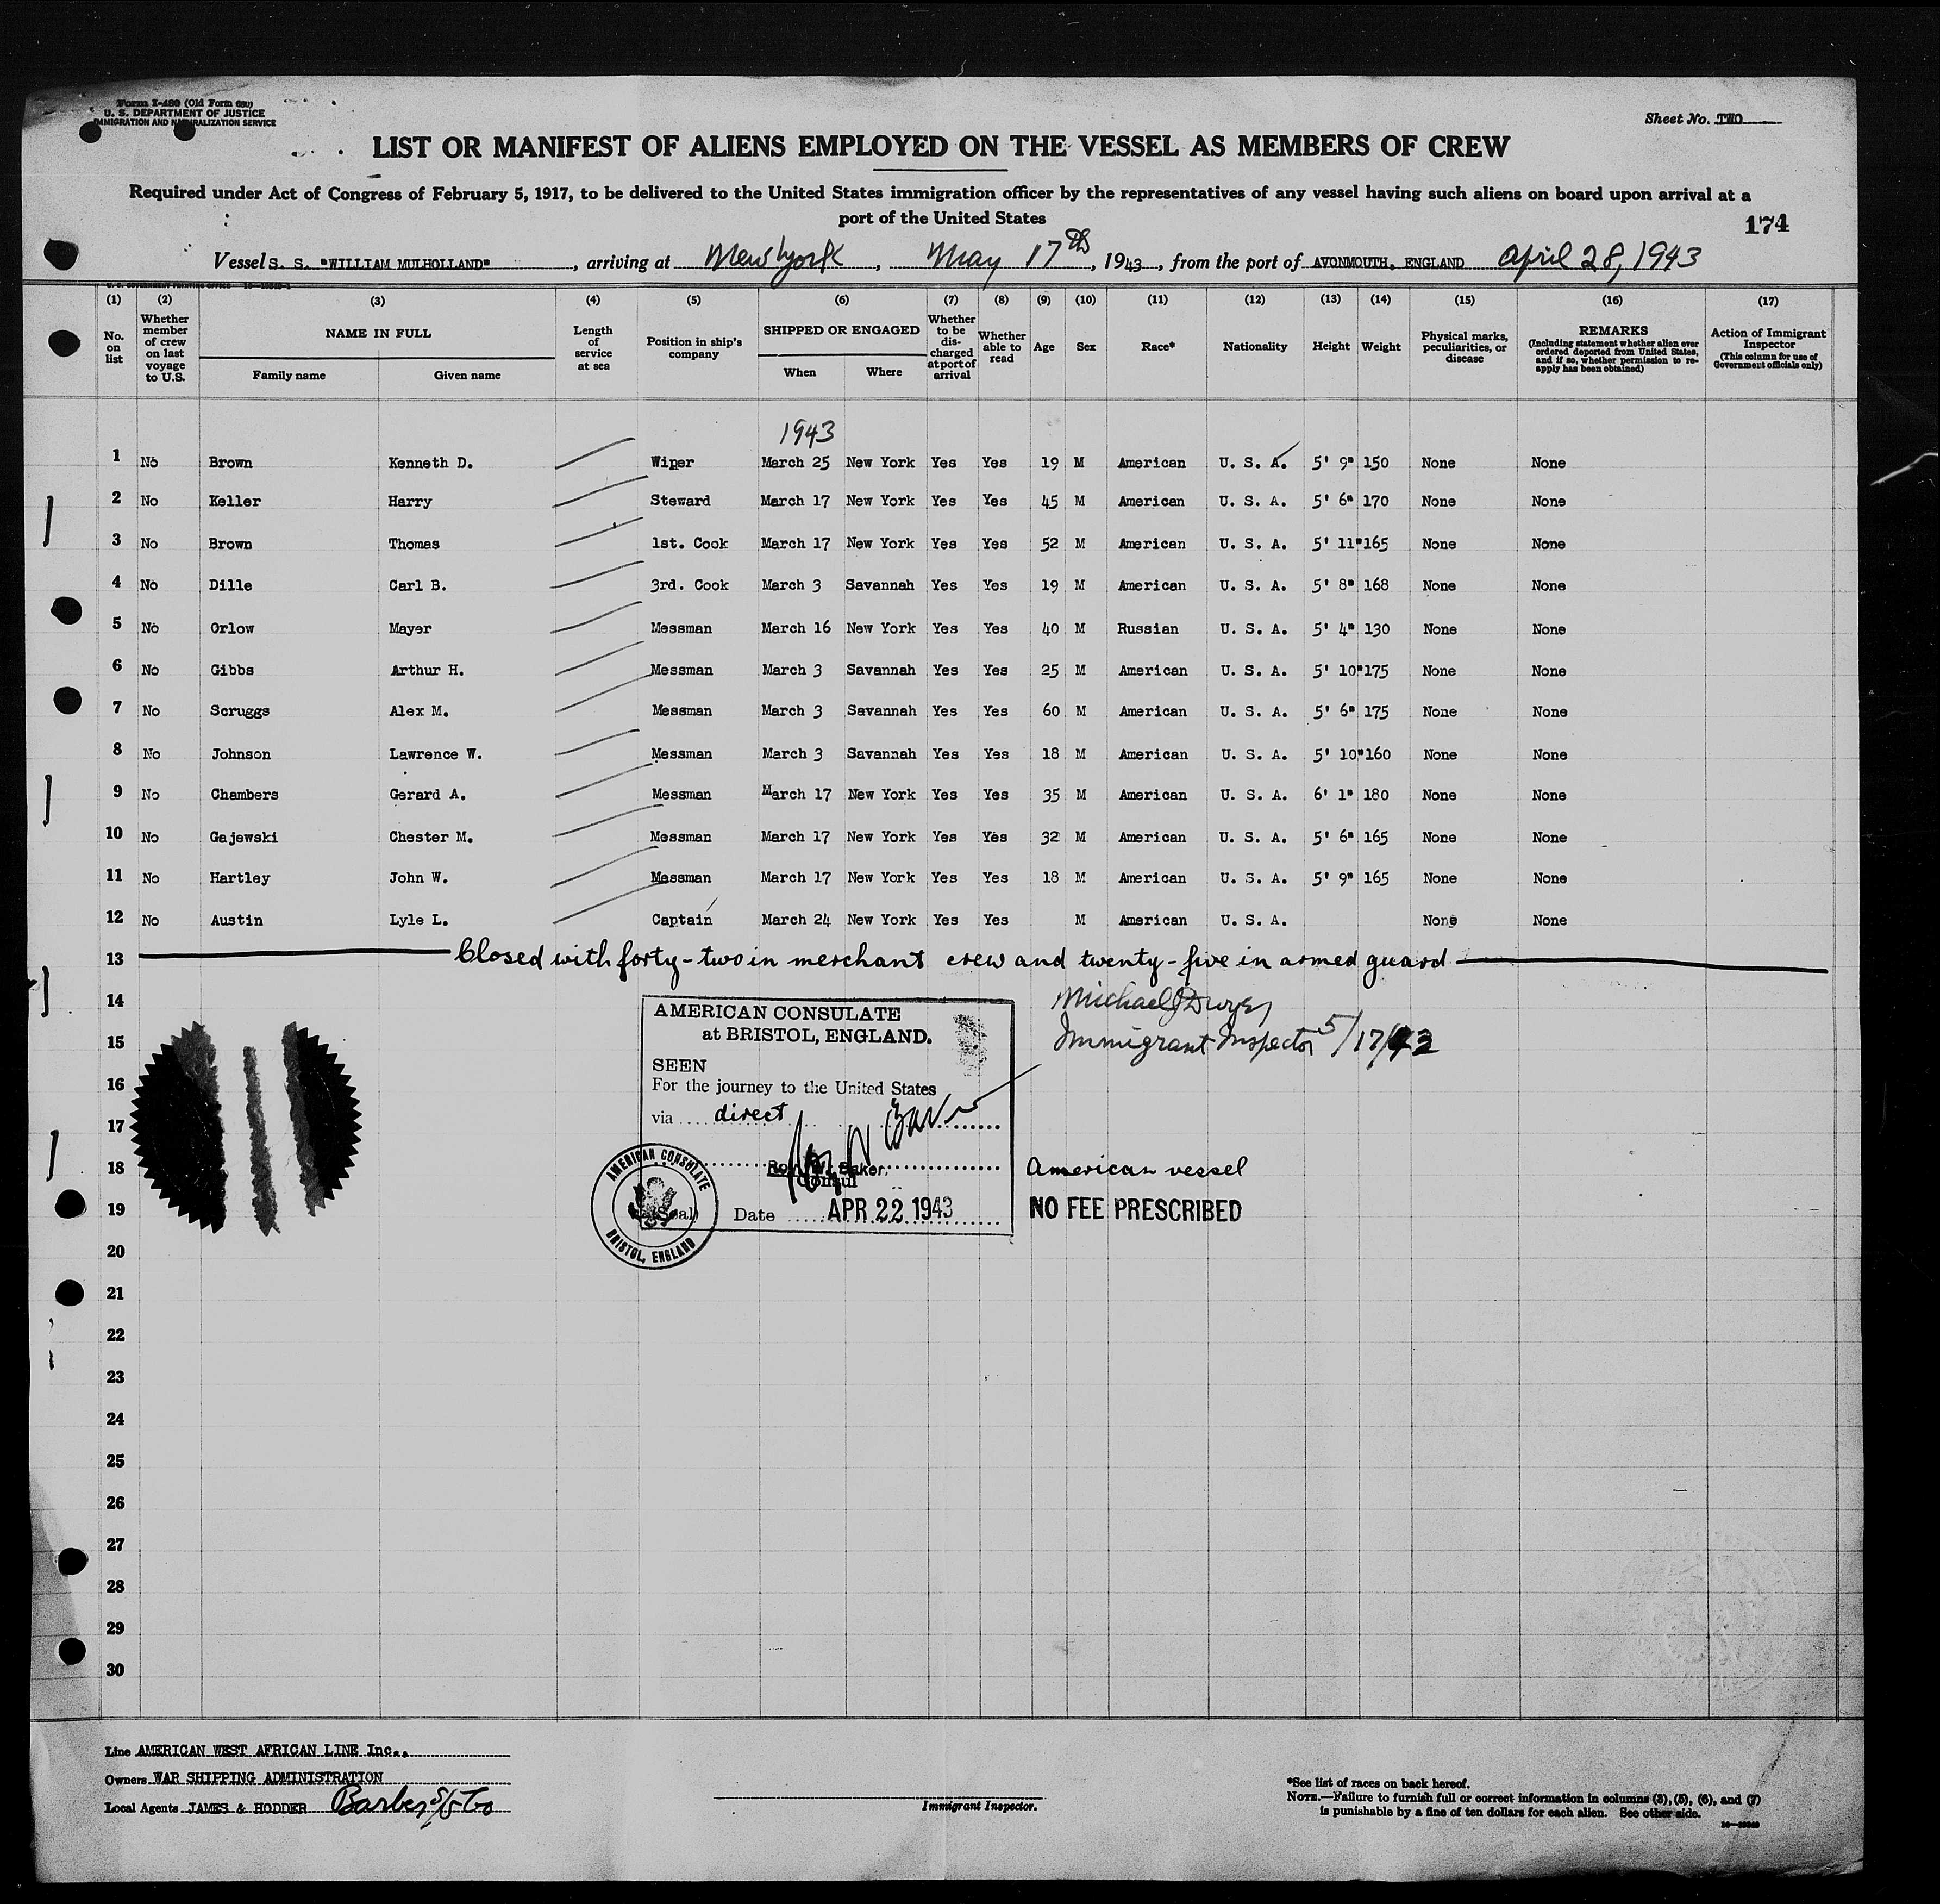 Form I-480 (Old Form 680)
U. S. DEPARTMENT OF JUSTICE
IMMIGRATION AND NATURALIZATION SERVICE
Sheet No. TWO
LIST OR MANIFEST OF ALIENS EMPLOYED ON THE VESSEL AS MEMBERS OF CREW
Required under Act of Congress of February 5, 1917, to be delivered to the United States immigration officer by the representatives of any vessel having such aliens on board upon arrival at a
port of the United States
174
Vessel S. S. "WILLIAM MULHOLLAND", arriving at New York, May 17th, 1943, from the port of AVONMOUTH, ENGLAND April 28, 1943
U. S. GOVERNMENT PRINTING OFFICE
(1) (2) (3) (4) (5) (6) (7) (8) (9) (10) (11) (12) (13) (14) (15) (16) (17)
No. on list
Whether member of crew on last voyage to U.S.
NAME IN FULL
Family name Given name
Length of service at sea
Position in ship's company
SHIPPED OR ENGAGED
When Where
Whether to be discharged at port of arrival
Whether able to read
Age
Sex
Race*
Nationality
Height
Weight
Physical marks, peculiarities, or disease
REMARKS
(Including statement whether alien ever ordered deported from United States, and if so, whether permission to reapply has been obtained)
Action of Immigrant Inspector
(This column for use of Government officials only)
1943
1 No Brown Kenneth D. Wiper March 25 New York Yes Yes 19 M American U. S. A. 5' 9" 150 None None
2 No Keller Harry Steward March 17 New York Yes Yes 45 M American U. S. A. 5' 6" 170 None None
3 No Brown Thomas 1st. Cook March 17 New York Yes Yes 52 M American U. S. A. 5' 11" 165 None None
4 No Dille Carl B. 3rd. Cook March 3 Savannah Yes Yes 19 M American U. S. A. 5' 8" 168 None None
5 No Orlow Mayer Messman March 16 New York Yes Yes 40 M Russian U. S. A. 5' 4" 130 None None
6 No Gibbs Arthur H. Messman March 3 Savannah Yes Yes 25 M American U. S. A. 5' 10" 175 None None
7 No Scruggs Alex M. Messman March 3 Savannah Yes Yes 60 M American U. S. A. 5' 6" 175 None None
8 No Johnson Lawrence W. Messman March 3 Savannah Yes Yes 18 M American U. S. A. 5' 10" 160 None None
9 No Chambers Gerard A. Messman March 17 New York Yes Yes 35 M American U. S. A. 6' 1" 180 None None
10 No Gajewski Chester M. Messman March 17 New York Yes Yes 32 M American U. S. A. 5' 6" 165 None None
11 No Hartley John W. Messman March 17 New York Yes Yes 18 M American U. S. A. 5' 9" 165 None None
12 No Austin Lyle L. Captain March 24 New York Yes Yes M American U. S. A. None None
13 Closed with forty-two in merchant crew and twenty-five in armed guard
14 Michael J Dwyer
15 Immigrant Inspector 5/17/43
AMERICAN CONSULATE
at BRISTOL, ENGLAND.
SEEN
For the journey to the United States
via direct
Roy W. Baker
Consul
(Seal) Date APR 22 1943
AMERICAN CONSULATE
BRISTOL, ENGLAND
American vessel
NO FEE PRESCRIBED
16
17
18
19
20
21
22
23
24
25
26
27
28
29
30
Line AMERICAN WEST AFRICAN LINE Inc.,
Owners WAR SHIPPING ADMINISTRATION
Local Agents JAMES & HODDER Barber
Immigrant Inspector.
*See list of races on back hereof.
NOTE.—Failure to furnish full or correct information in columns (3), (5), (6), and (7)
is punishable by a fine of ten dollars for each alien. See other side.